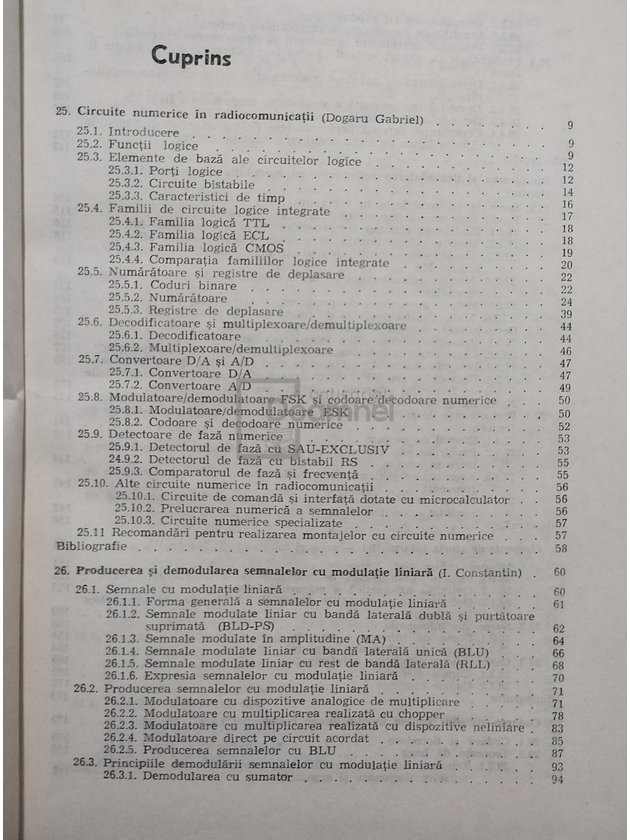 Cuprins
25. Circuite numerice în radiocomunicații (Dogaru Gabriel) . . . . . . . 9
25.1. Introducere . . . . . . . 9
25.2. Funcții logice . . . . . . . 9
25.3. Elemente de bază ale circuitelor logice . . . . . . . 12
25.3.1. Porți logice . . . . . . . 12
25.3.2. Circuite bistabile . . . . . . . 14
25.3.3. Caracteristici de timp . . . . . . . 16
25.4. Familii de circuite logice integrate . . . . . . . 17
25.4.1. Familia logică TTL . . . . . . . 18
25.4.2. Familia logică ECL . . . . . . . 18
25.4.3. Familia logică CMOS . . . . . . . 19
25.4.4. Comparația familiilor logice integrate . . . . . . . 20
25.5. Numărătoare și registre de deplasare . . . . . . . 22
25.5.1. Coduri binare . . . . . . . 22
25.5.2. Numărătoare . . . . . . . 24
25.5.3. Registre de deplasare . . . . . . . 39
25.6. Decodificatoare și multiplexoare/demultiplexoare . . . . . . . 44
25.6.1. Decodificatoare . . . . . . . 44
25.6.2. Multiplexoare/demultiplexoare . . . . . . . 46
25.7. Convertoare D/A și A/D . . . . . . . 47
25.7.1. Convertoare D/A . . . . . . . 47
25.7.2. Convertoare A/D . . . . . . . 49
25.8. Modulatoare/demodulatoare FSK și codoare/decodoare numerice . . . 50
25.8.1. Modulatoare/demodulatoare FSK . . . . . . . 50
25.8.2. Codoare și decodoare numerice . . . . . . . 52
25.9. Detectoare de fază numerice . . . . . . . 53
25.9.1. Detectorul de fază cu SAU-EXCLUSIV . . . . . . . 53
24.9.2. Detectorul de fază cu bistabil RS . . . . . . . 55
25.9.3. Comparatorul de fază și frecvență . . . . . . . 55
25.10. Alte circuite numerice în radiocomunicații . . . . . . . 56
25.10.1. Circuite de comandă și interfață dotate cu microcalculator . . 56
25.10.2. Prelucrarea numerică a semnalelor . . . . . . . 56
25.10.3. Circuite numerice specializate . . . . . . . 57
25.11 Recomandări pentru realizarea montajelor cu circuite numerice . . . 57
Bibliografie . . . . . . . 58
26. Producerea și demodularea semnalelor cu modulație liniară (I. Constantin) . 60
26.1. Semnale cu modulație liniară . . . . . . . 60
26.1.1. Forma generală a semnalelor cu modulație liniară . . . . . 61
26.1.2. Semnale modulate liniar cu bandă laterală dublă și purtătoare
suprimată (BLD-PS) . . . . . . . 62
26.1.3. Semnale modulate în amplitudine (MA) . . . . . . . 64
26.1.4. Semnale modulate liniar cu bandă laterală unică (BLU) . . . 66
26.1.5. Semnale modulate liniar cu rest de bandă laterală (RLL) . . . 68
26.1.6. Expresia semnalelor cu modulație liniară . . . . . . . 70
26.2. Producerea semnalelor cu modulație liniară . . . . . . . 71
26.2.1. Modulatoare cu dispozitive analogice de multiplicare . . . . 71
26.2.2. Modulatoare cu multiplicarea realizată cu chopper . . . . . 78
26.2.3. Modulatoare cu multiplicarea realizată cu dispozitive neliniare . 83
26.2.4. Modulatoare direct pe circuit acordat . . . . . . . 85
26.2.5. Producerea semnalelor cu BLU . . . . . . . 87
26.3. Principiile demodulării semnalelor cu modulație liniară . . . . . 93
26.3.1. Demodularea cu sumator . . . . . . . 94